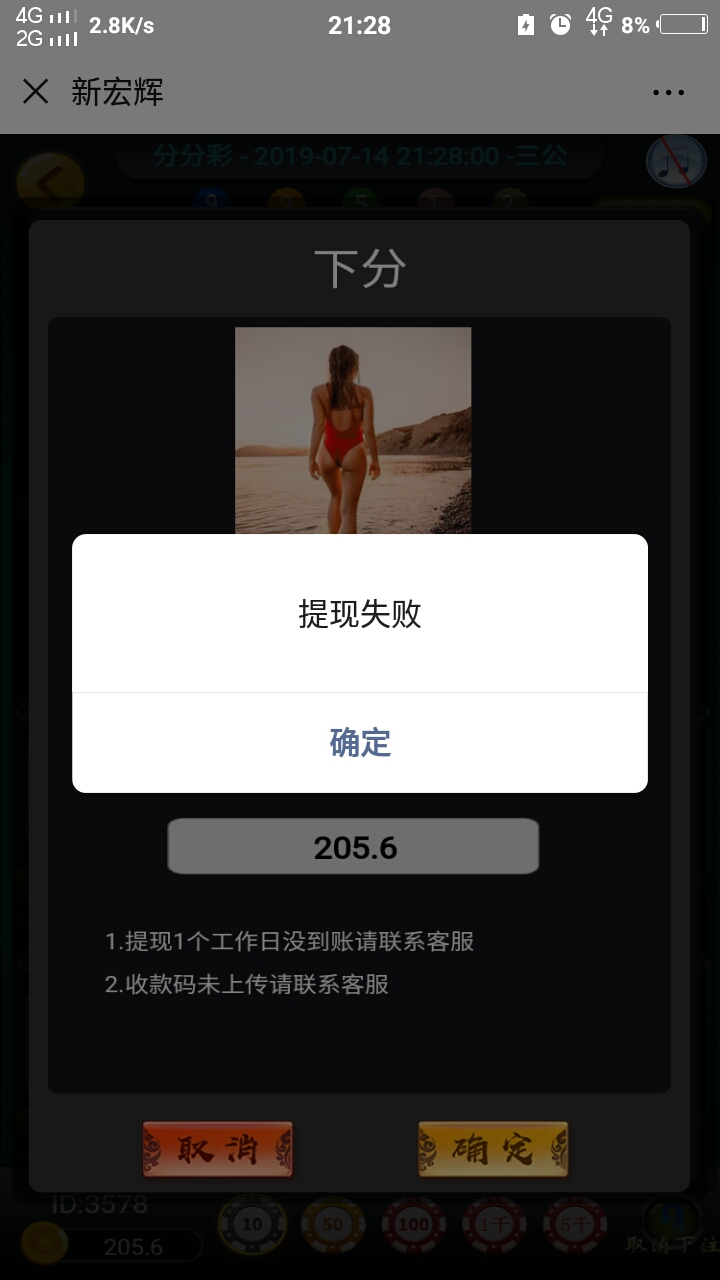 4G
2G
2.8K/s
21:28
4G
8%
新宏辉
分分彩 - 2019-07-14 21:28:00 -三公
9 2 5 1 2
下分
提现失败
确定
205.6
1.提现1个工作日没到账请联系客服
2.收款码未上传请联系客服
取消
确定
ID:3578
205.6
10
50
100
1千
5千
取消下注